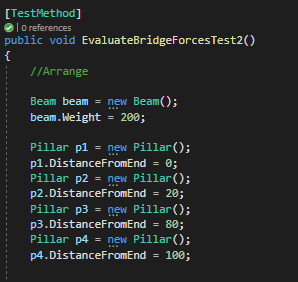 [TestMethod]
0 references
public void EvaluateBridgeForcesTest2()
{
//Arrange
Beam beam = new Beam();
beam.Weight = 200;
Pillar p1 = new Pillar();
p1.DistanceFromEnd = 0;
Pillar p2 = new Pillar();
p2.DistanceFromEnd = 20;
Pillar p3 = new Pillar();
p3.DistanceFromEnd = 80;
Pillar p4 = new Pillar();
p4.DistanceFromEnd = 100;